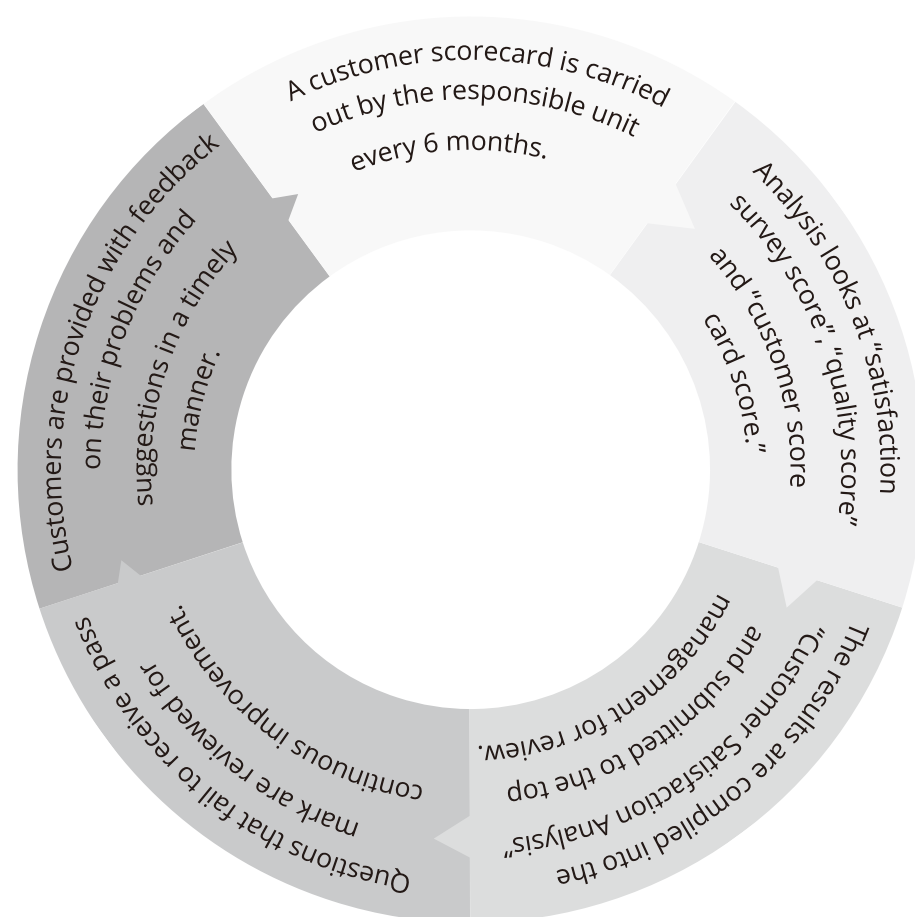 A customer scorecard is carried
out by the responsible unit
every 6 months.
Analysis looks at “satisfaction
survey score”, “quality score”
and “customer score
card score.”
The results are compiled into the
“Customer Satisfaction Analysis”
and submitted to the top
management for review.
Questions that fail to receive a pass
mark are reviewed for
continuous improvement.
Customers are provided with feedback
on their problems and
suggestions in a timely
manner.